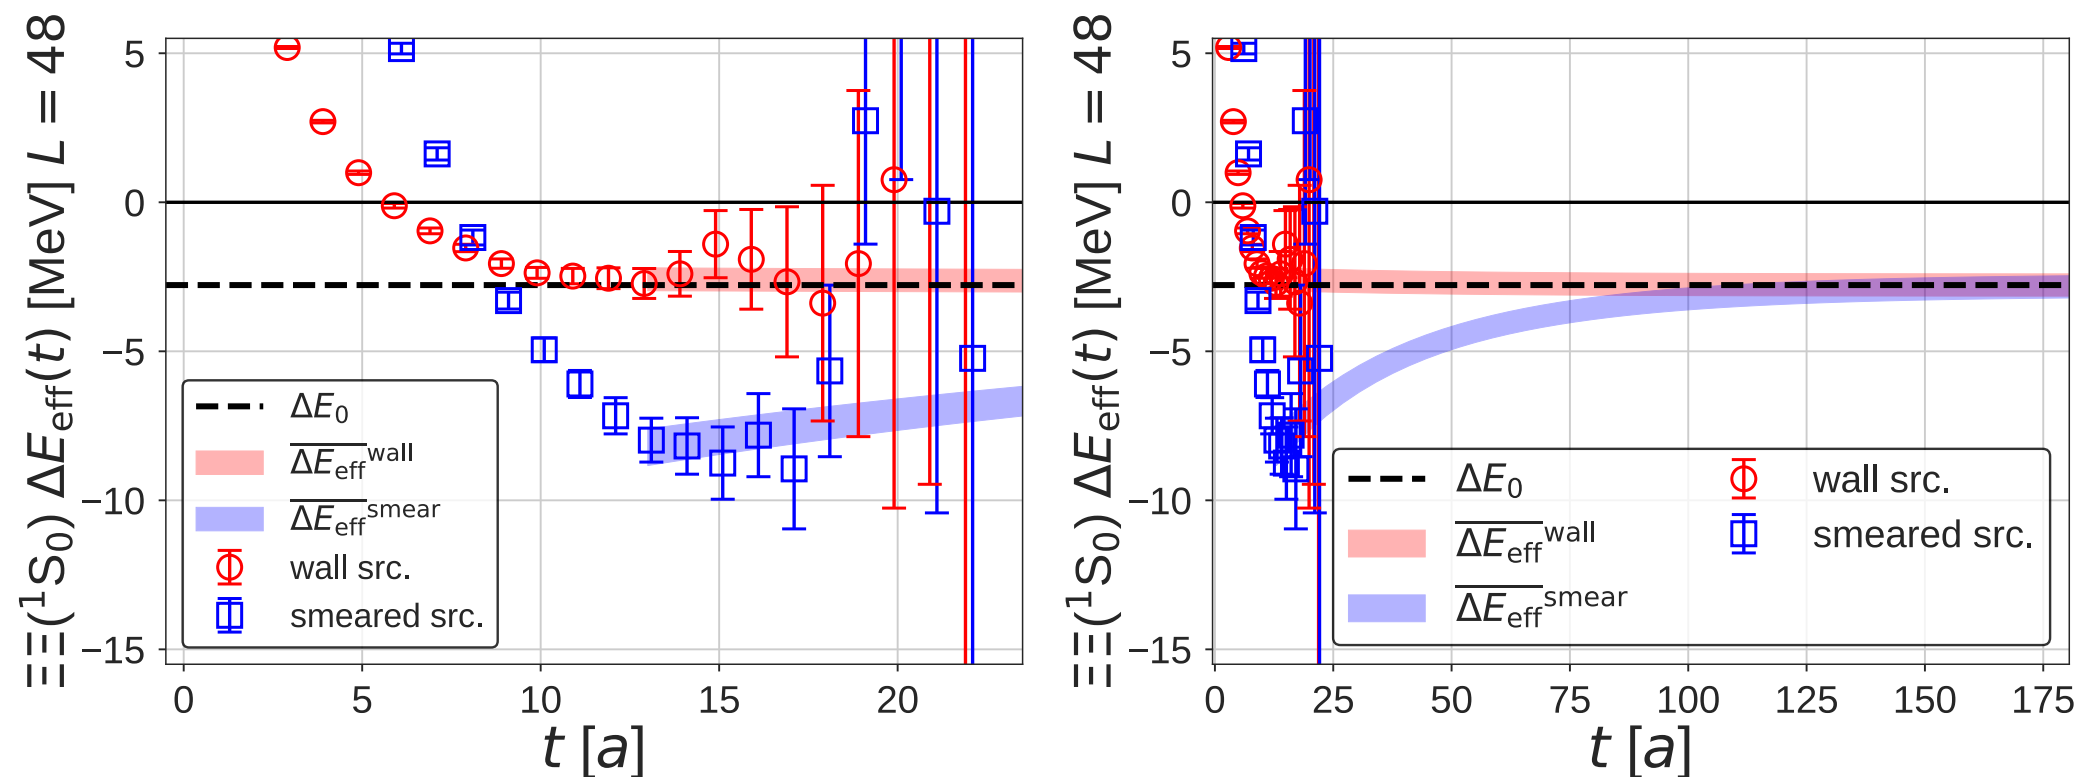 ΞΞ(¹S₀) ΔE_eff(t) [MeV] L = 48
5
0
−5
−10
−15
0 5 10 15 20
t [a]
ΔE₀
ΔE_eff^wall
ΔE_eff^smear
wall src.
smeared src.
ΞΞ(¹S₀) ΔE_eff(t) [MeV] L = 48
5
0
−5
−10
−15
0 25 50 75 100 125 150 175
t [a]
ΔE₀
ΔE_eff^wall
ΔE_eff^smear
wall src.
smeared src.